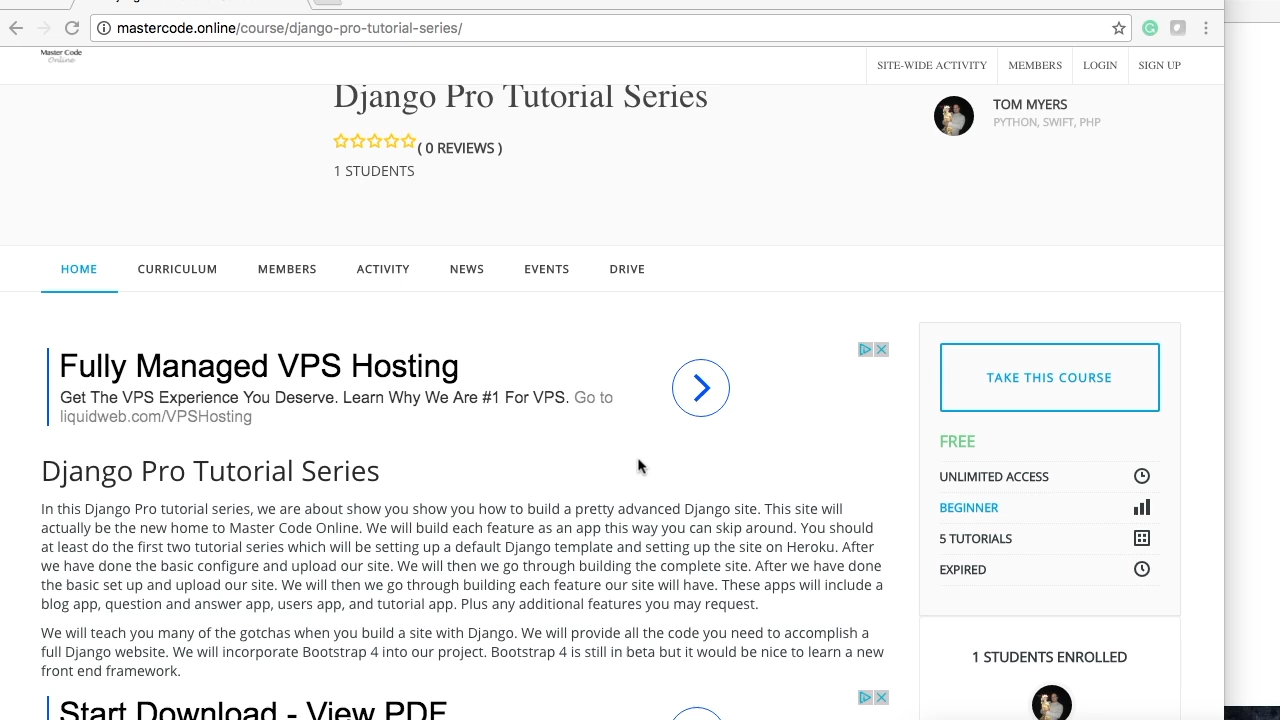 mastercode.online/course/django-pro-tutorial-series/
Master Code
Online
SITE-WIDE ACTIVITY
MEMBERS
LOGIN
SIGN UP
Django Pro Tutorial Series
TOM MYERS
PYTHON, SWIFT, PHP
( 0 REVIEWS )
1 STUDENTS
HOME
CURRICULUM
MEMBERS
ACTIVITY
NEWS
EVENTS
DRIVE
Fully Managed VPS Hosting
Get The VPS Experience You Deserve. Learn Why We Are #1 For VPS. Go to
liquidweb.com/VPSHosting
Django Pro Tutorial Series
In this Django Pro tutorial series, we are about show you show you how to build a pretty advanced Django site. This site will
actually be the new home to Master Code Online. We will build each feature as an app this way you can skip around. You should
at least do the first two tutorial series which will be setting up a default Django template and setting up the site on Heroku. After
we have done the basic configure and upload our site. We will then we go through building the complete site. After we have done
the basic set up and upload our site. We will then we go through building each feature our site will have. These apps will include a
blog app, question and answer app, users app, and tutorial app. Plus any additional features you may request.
We will teach you many of the gotchas when you build a site with Django. We will provide all the code you need to accomplish a
full Django website. We will incorporate Bootstrap 4 into our project. Bootstrap 4 is still in beta but it would be nice to learn a new
front end framework.
Start Download - View PDF
TAKE THIS COURSE
FREE
UNLIMITED ACCESS
BEGINNER
5 TUTORIALS
EXPIRED
1 STUDENTS ENROLLED